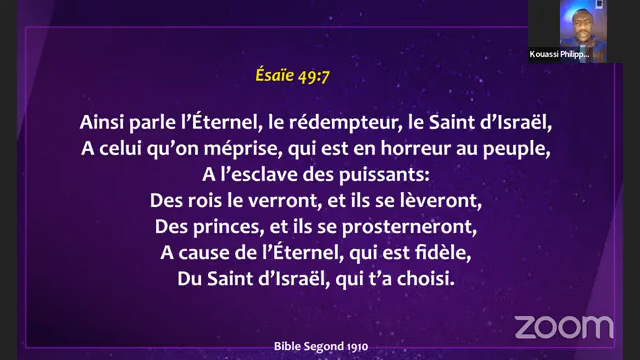 Kouassi Philipp...
Ésaïe 49:7
Ainsi parle l’Éternel, le rédempteur, le Saint d’Israël,
A celui qu’on méprise, qui est en horreur au peuple,
A l’esclave des puissants:
Des rois le verront, et ils se lèveront,
Des princes, et ils se prosterneront,
A cause de l’Éternel, qui est fidèle,
Du Saint d’Israël, qui t’a choisi.
zoom
Bible Segond 1910